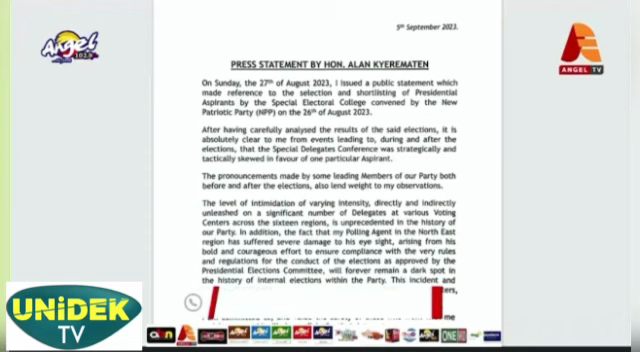 5th September 2023.
PRESS STATEMENT BY HON. ALAN KYEREMATEN
On Sunday, the 27th of August 2023, I issued a public statement which
made reference to the selection and shortlisting of Presidential
Aspirants by the Special Electoral College convened by the New
Patriotic Party (NPP) on the 26th of August 2023.
After having carefully analysed the results of the said elections, it is
absolutely clear to me from events leading to, during and after the
elections, that the Special Delegates Conference was strategically and
tactically skewed in favour of one particular Aspirant.
The pronouncements made by some leading Members of our Party both
before and after the elections, also lend weight to my observations.
The level of intimidation of varying intensity, directly and indirectly
unleashed on a significant number of Delegates at various Voting
Centers across the sixteen regions, is unprecedented in the history of
our Party. In addition, the fact that my Polling Agent in the North East
region has suffered severe damage to his eye sight, arising from his
bold and courageous effort to ensure compliance with the very rules
and regulations for the conduct of the elections as approved by the
Presidential Elections Committee, will forever remain a dark spot in
the history of internal elections within the Party. This incident and
Angel
102.9
ANGEL TV
UNiDEK
TV
ONE